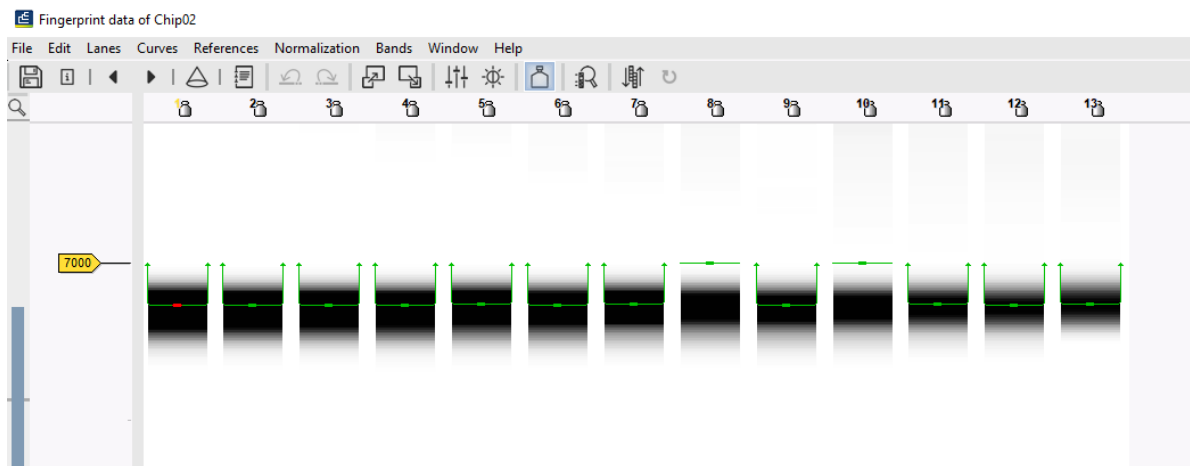 Fingerprint data of Chip02
File Edit Lanes Curves References Normalization Bands Window Help
1 2 3 4 5 6 7 8 9 10 11 12 13
7000